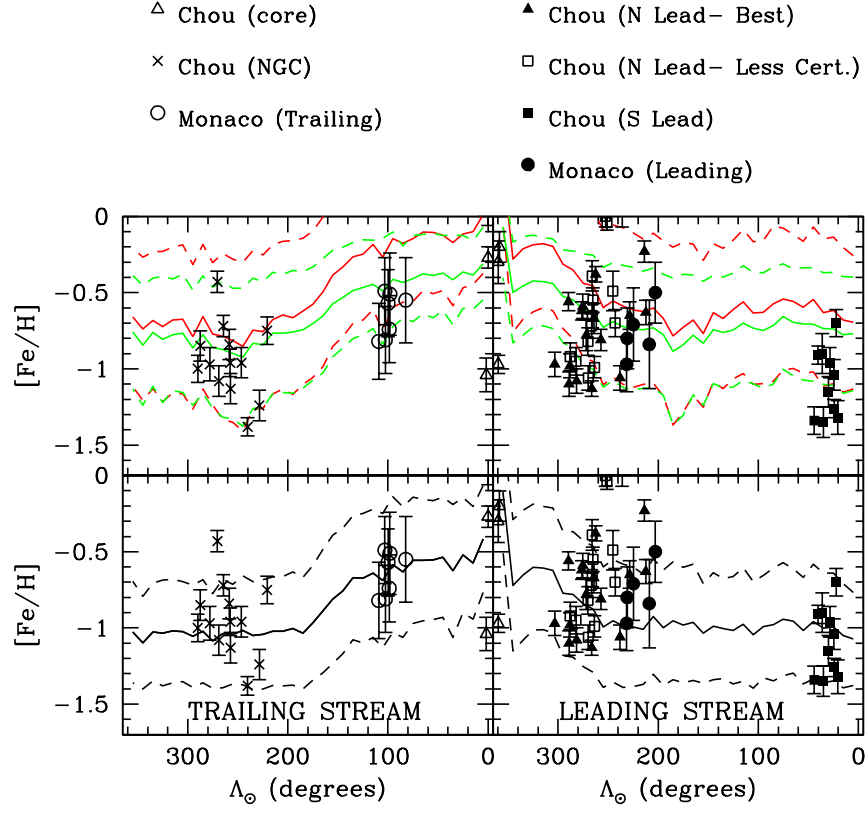 Chou (core)
Chou (NGC)
Monaco (Trailing)
Chou (N Lead− Best)
Chou (N Lead− Less Cert.)
Chou (S Lead)
Monaco (Leading)
0
−0.5
−1
−1.5
[Fe/H]
0
−0.5
−1
−1.5
[Fe/H]
TRAILING STREAM
LEADING STREAM
300 200 100 0
300 200 100 0
Λ⊙ (degrees)
Λ⊙ (degrees)